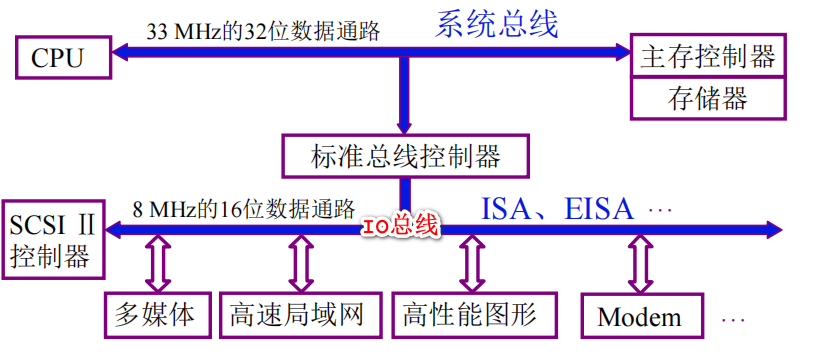 33 MHz的32位数据通路
系统总线
CPU
主存控制器
存储器
标准总线控制器
SCSI Ⅱ
控制器
8 MHz的16位数据通路
IO总线
ISA、EISA …
多媒体
高速局域网
高性能图形
Modem
…